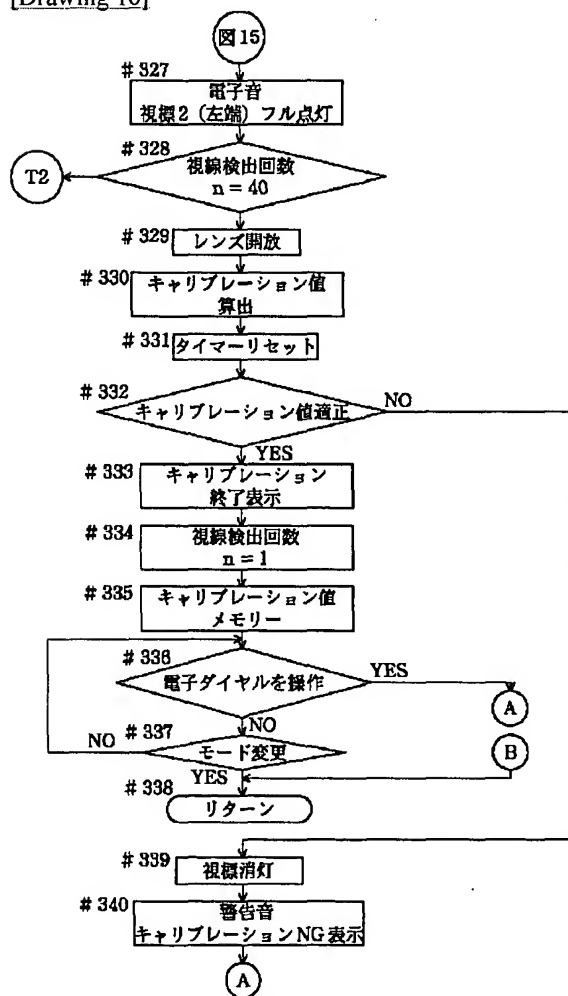 [Drawing 16]
図15
#327
電子音
視標2（左端）フル点灯
#328
視線検出回数
n = 40
T2
#329
レンズ開放
#330
キャリブレーション値
算出
#331
タイマーリセット
#332
キャリブレーション値適正
NO
YES
#333
キャリブレーション
終了表示
#334
視線検出回数
n = 1
#335
キャリブレーション値
メモリー
#336
電子ダイヤルを操作
YES
A
NO
#337
モード変更
NO
B
YES
#338
リターン
#339
視標消灯
#340
警告音
キャリブレーションNG表示
A